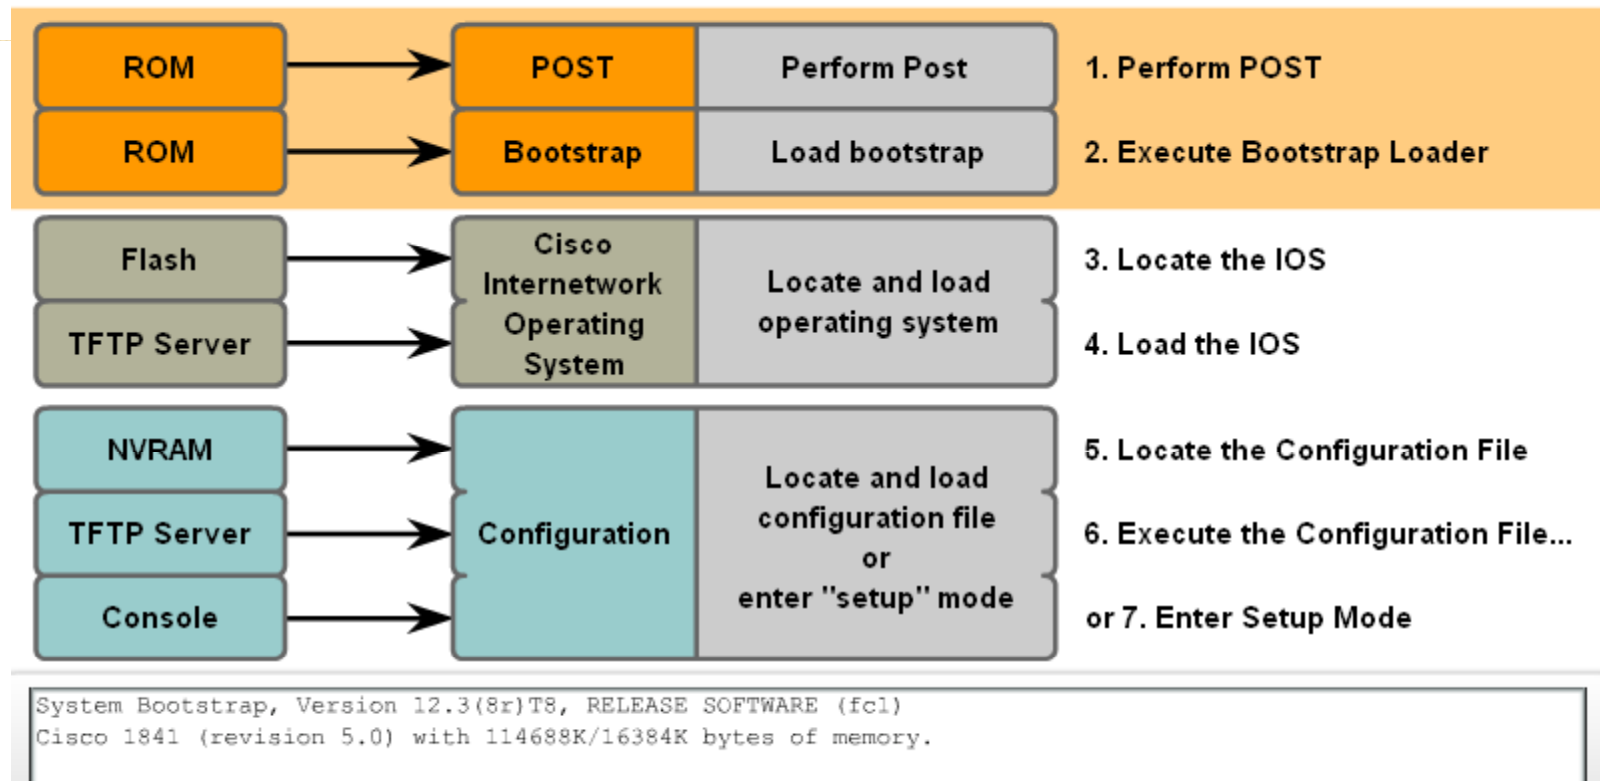 ROM
POST
Perform Post
1. Perform POST
ROM
Bootstrap
Load bootstrap
2. Execute Bootstrap Loader
Flash
TFTP Server
Cisco
Internetwork
Operating
System
Locate and load
operating system
3. Locate the IOS
4. Load the IOS
NVRAM
TFTP Server
Console
Configuration
Locate and load
configuration file
or
enter "setup" mode
5. Locate the Configuration File
6. Execute the Configuration File...
or 7. Enter Setup Mode
System Bootstrap, Version 12.3(8r)T8, RELEASE SOFTWARE (fc1)
Cisco 1841 (revision 5.0) with 114688K/16384K bytes of memory.